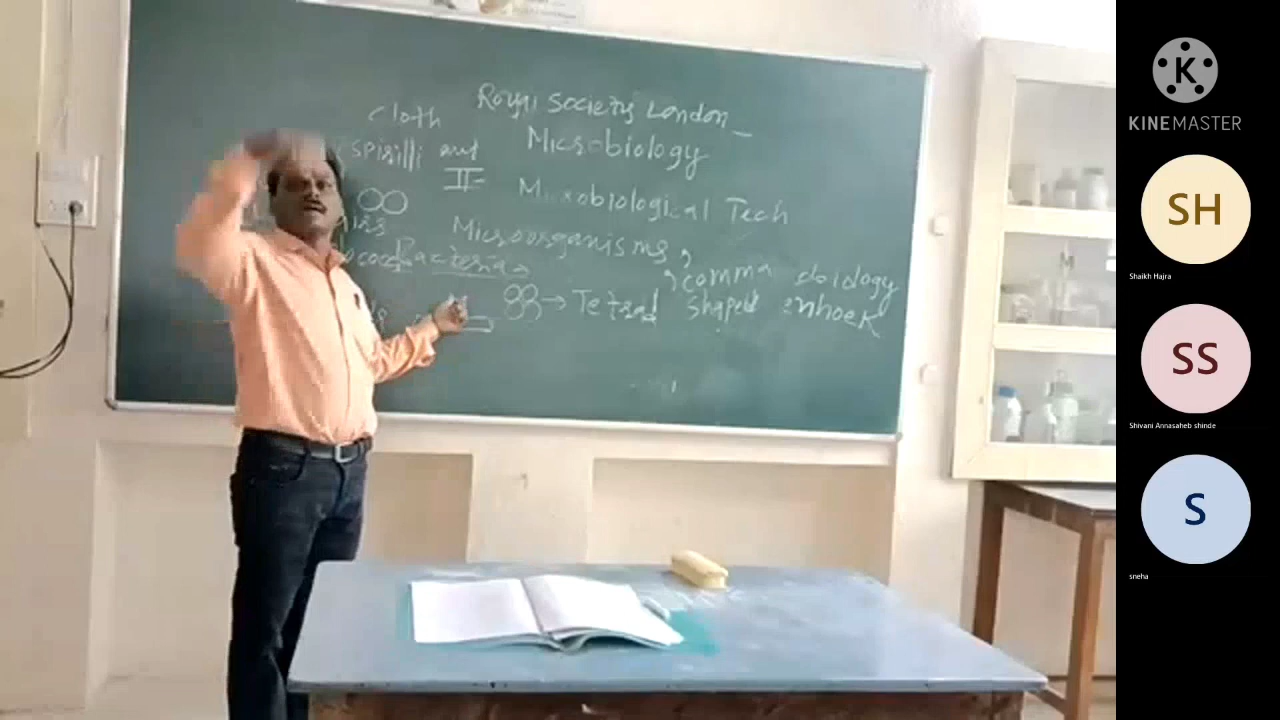 Royal Society London
cloth
Microbiology
spirilli and
II
Microbiological Tech
Microorganisms,
Bacteria
, comma
biology
→ Tetrad shaped enhoek
KINEMASTER
SH
Shaikh Hajra
SS
Shivani Annasaheb shinde
S
sneha